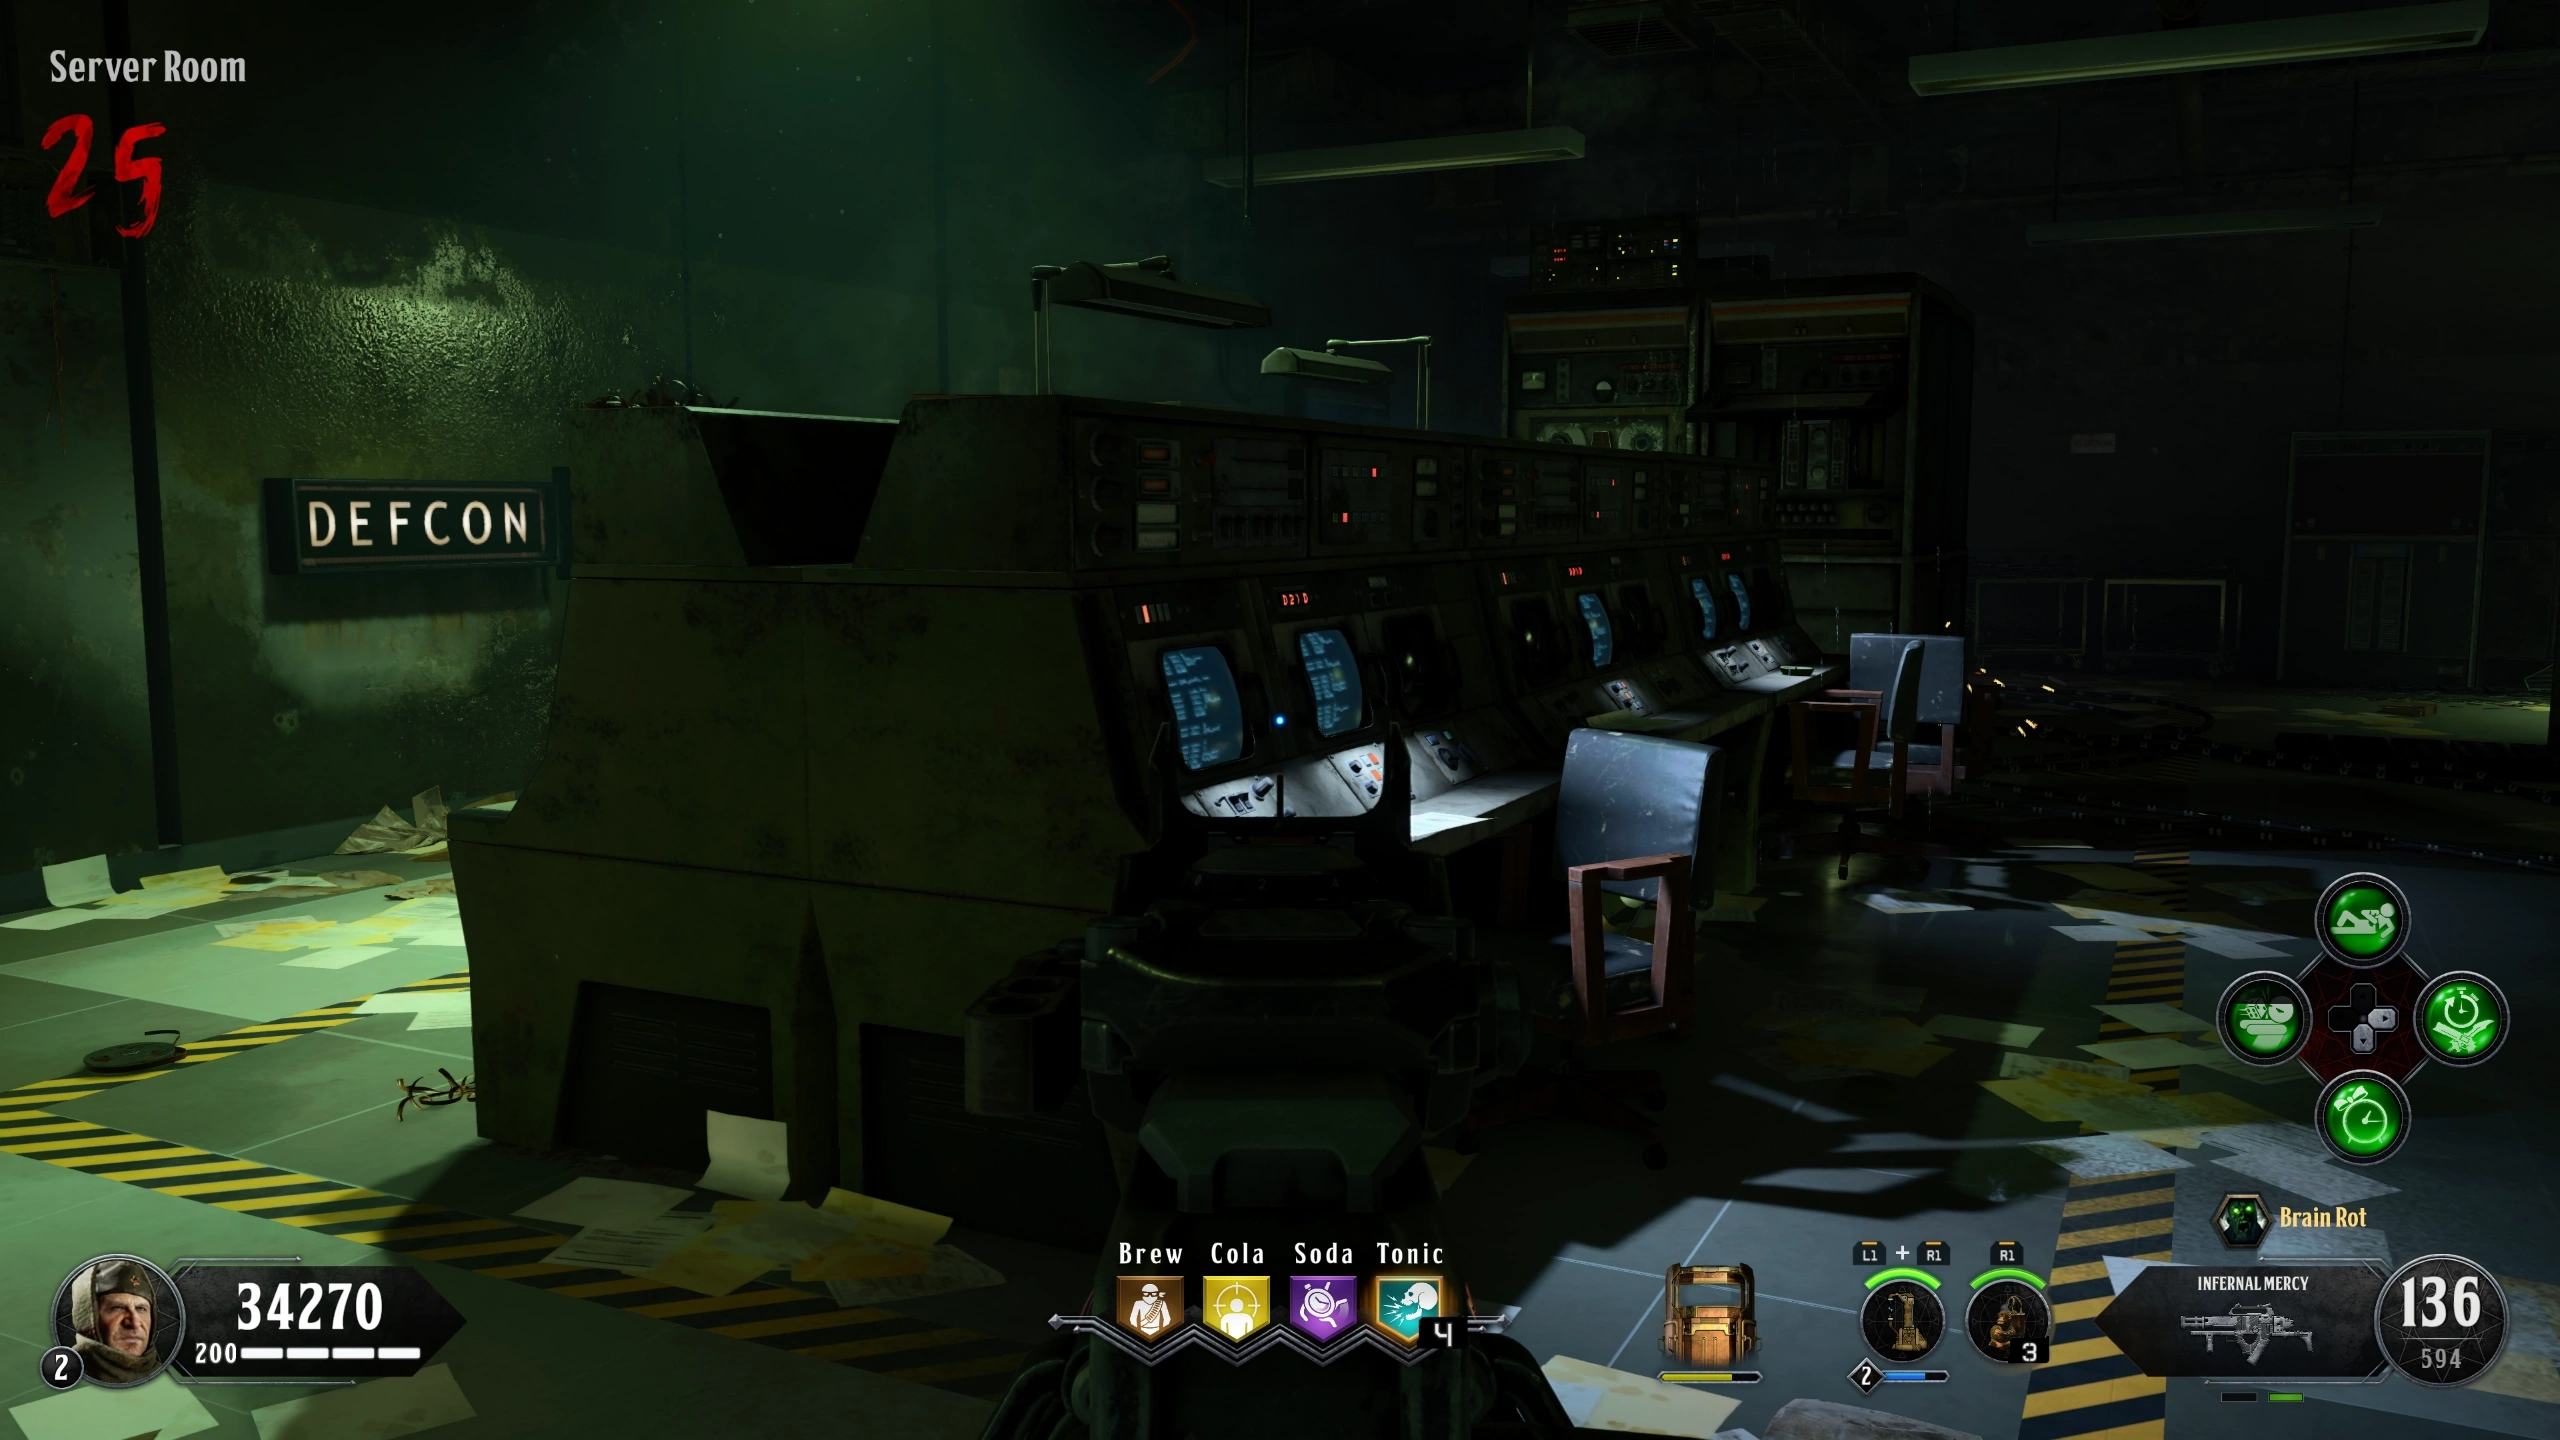 Server Room
25
DEFCON
Brew Cola Soda Tonic
4
L1 + R1 R1
Brain Rot
INFERNAL MERCY
34270
200
2
2
3
136
594